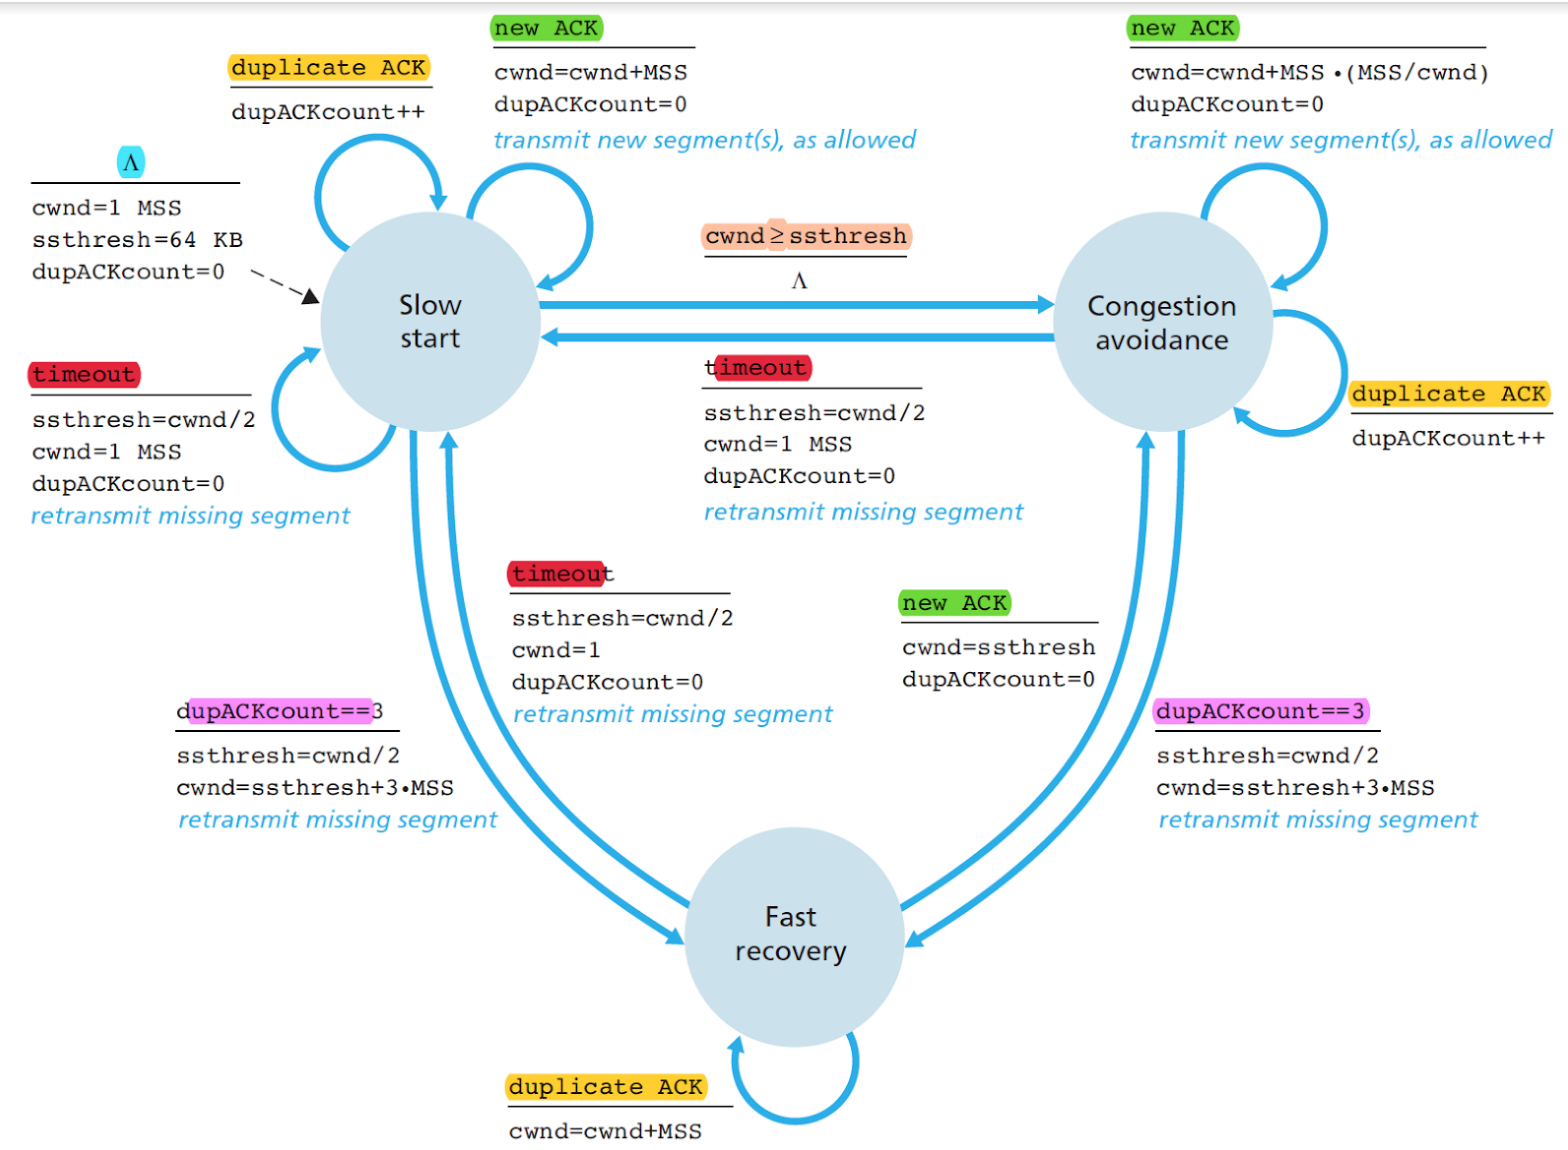 new ACK
cwnd=cwnd+MSS
dupACKcount=0
transmit new segment(s), as allowed
new ACK
cwnd=cwnd+MSS •(MSS/cwnd)
dupACKcount=0
transmit new segment(s), as allowed
duplicate ACK
dupACKcount++
Λ
cwnd=1 MSS
ssthresh=64 KB
dupACKcount=0
cwnd≥ssthresh
Λ
Slow
start
Congestion
avoidance
timeout
ssthresh=cwnd/2
cwnd=1 MSS
dupACKcount=0
retransmit missing segment
timeout
ssthresh=cwnd/2
cwnd=1 MSS
dupACKcount=0
retransmit missing segment
duplicate ACK
dupACKcount++
timeout
ssthresh=cwnd/2
cwnd=1
dupACKcount=0
retransmit missing segment
new ACK
cwnd=ssthresh
dupACKcount=0
dupACKcount==3
ssthresh=cwnd/2
cwnd=ssthresh+3•MSS
retransmit missing segment
dupACKcount==3
ssthresh=cwnd/2
cwnd=ssthresh+3•MSS
retransmit missing segment
Fast
recovery
duplicate ACK
cwnd=cwnd+MSS